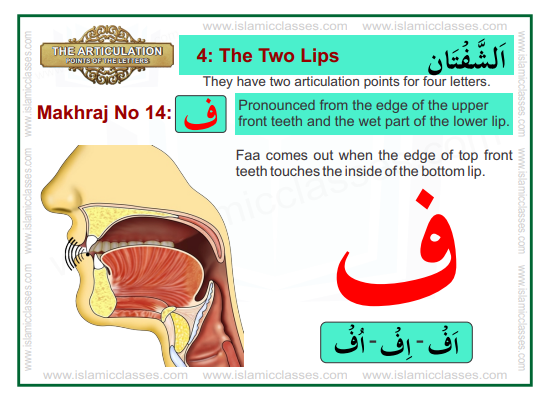 www.islamicclasses.com www.islamicclasses.com www.islamicclasses.com
THE ARTICULATION
POINTS OF THE LETTERS
4: The Two Lips
اَلشَّفْتَان
They have two articulation points for four letters.
Makhraj No 14: ف
Pronounced from the edge of the upper
front teeth and the wet part of the lower lip.
Faa comes out when the edge of top front
teeth touches the inside of the bottom lip.
ف
اَفْ - اِفْ - اُفْ
www.islamicclasses.com www.islamicclasses.com www.islamicclasses.com